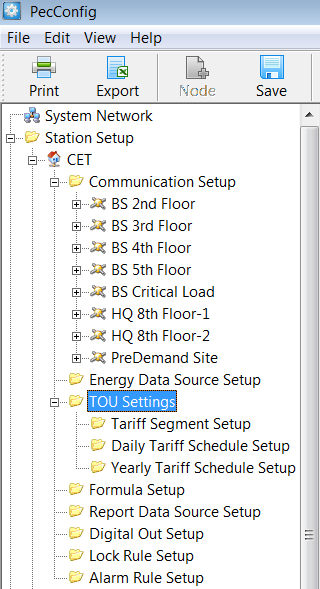 PecConfig
File Edit View Help
Print Export Node Save
System Network
Station Setup
CET
Communication Setup
BS 2nd Floor
BS 3rd Floor
BS 4th Floor
BS 5th Floor
BS Critical Load
HQ 8th Floor-1
HQ 8th Floor-2
PreDemand Site
Energy Data Source Setup
TOU Settings
Tariff Segment Setup
Daily Tariff Schedule Setup
Yearly Tariff Schedule Setup
Formula Setup
Report Data Source Setup
Digital Out Setup
Lock Rule Setup
Alarm Rule Setup